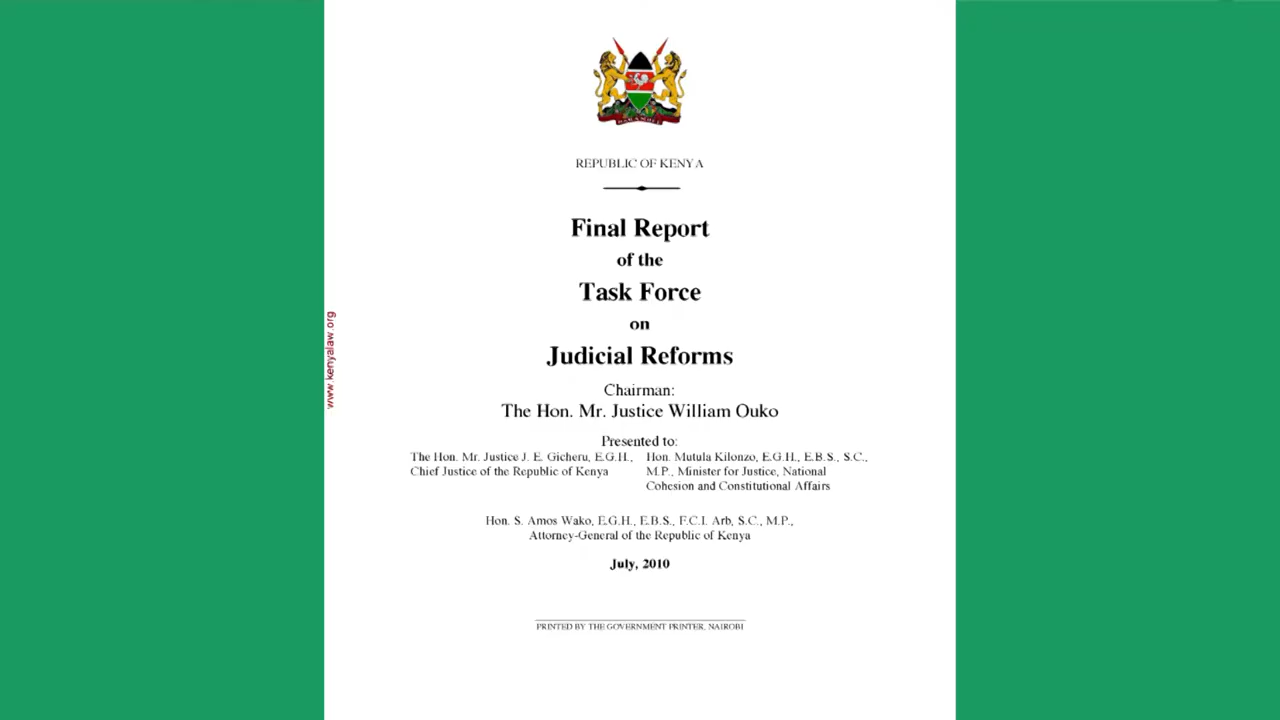 HARAMBEE
REPUBLIC OF KENYA
Final Report
of the
Task Force
on
Judicial Reforms
Chairman:
The Hon. Mr. Justice William Ouko
Presented to:
The Hon. Mr. Justice J. E. Gicheru, E.G.H.,
Chief Justice of the Republic of Kenya
Hon. Mutula Kilonzo, E.G.H., E.B.S., S.C.,
M.P., Minister for Justice, National
Cohesion and Constitutional Affairs
Hon. S. Amos Wako, E.G.H., E.B.S., F.C.I. Arb, S.C., M.P.,
Attorney-General of the Republic of Kenya
July, 2010
PRINTED BY THE GOVERNMENT PRINTER, NAIROBI
www.kenyalaw.org